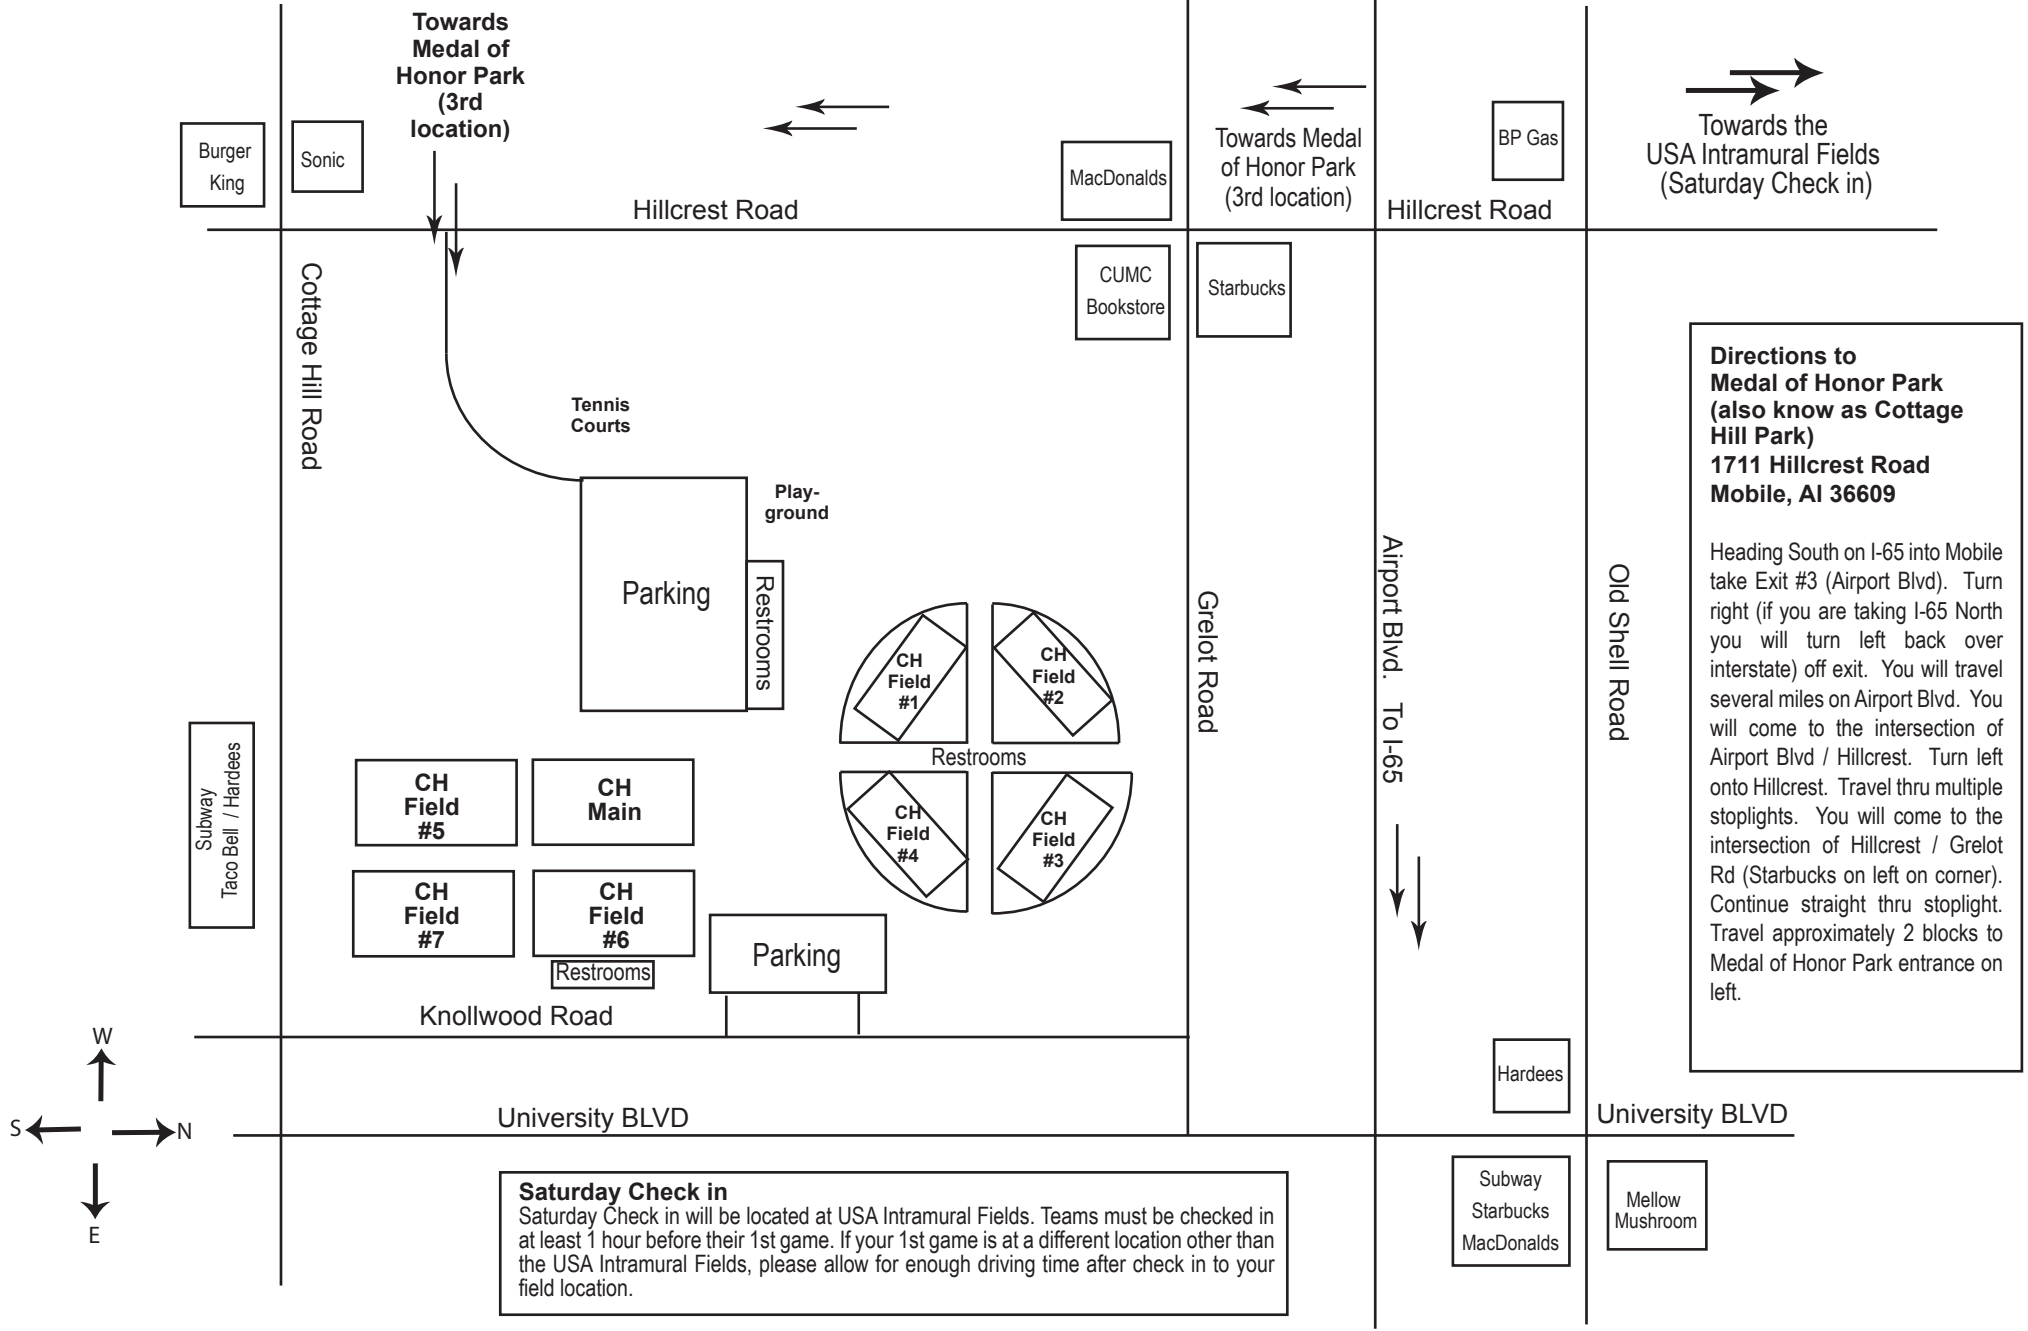 Towards
Medal of
Honor Park
(3rd
location)
Burger
King
Sonic
MacDonalds
Towards Medal
of Honor Park
(3rd location)
BP Gas
Towards the
USA Intramural Fields
(Saturday Check in)
Hillcrest Road
Hillcrest Road
CUMC
Bookstore
Starbucks
Cottage Hill Road
Tennis
Courts
Play-
ground
Parking
Restrooms
CH
Field
#1
CH
Field
#2
Restrooms
CH
Field
#4
CH
Field
#3
Grelot Road
Airport Blvd. To I-65
Old Shell Road
Directions to
Medal of Honor Park
(also know as Cottage
Hill Park)
1711 Hillcrest Road
Mobile, Al 36609
Heading South on I-65 into Mobile
take Exit #3 (Airport Blvd). Turn
right (if you are taking I-65 North
you will turn left back over
interstate) off exit. You will travel
several miles on Airport Blvd. You
will come to the intersection of
Airport Blvd / Hillcrest. Turn left
onto Hillcrest. Travel thru multiple
stoplights. You will come to the
intersection of Hillcrest / Grelot
Rd (Starbucks on left on corner).
Continue straight thru stoplight.
Travel approximately 2 blocks to
Medal of Honor Park entrance on
left.
Subway
Taco Bell / Hardees
CH
Field
#5
CH
Main
CH
Field
#7
CH
Field
#6
Restrooms
Parking
Knollwood Road
W
S
N
E
University BLVD
Hardees
University BLVD
Subway
Starbucks
MacDonalds
Mellow
Mushroom
Saturday Check in
Saturday Check in will be located at USA Intramural Fields. Teams must be checked in
at least 1 hour before their 1st game. If your 1st game is at a different location other than
the USA Intramural Fields, please allow for enough driving time after check in to your
field location.